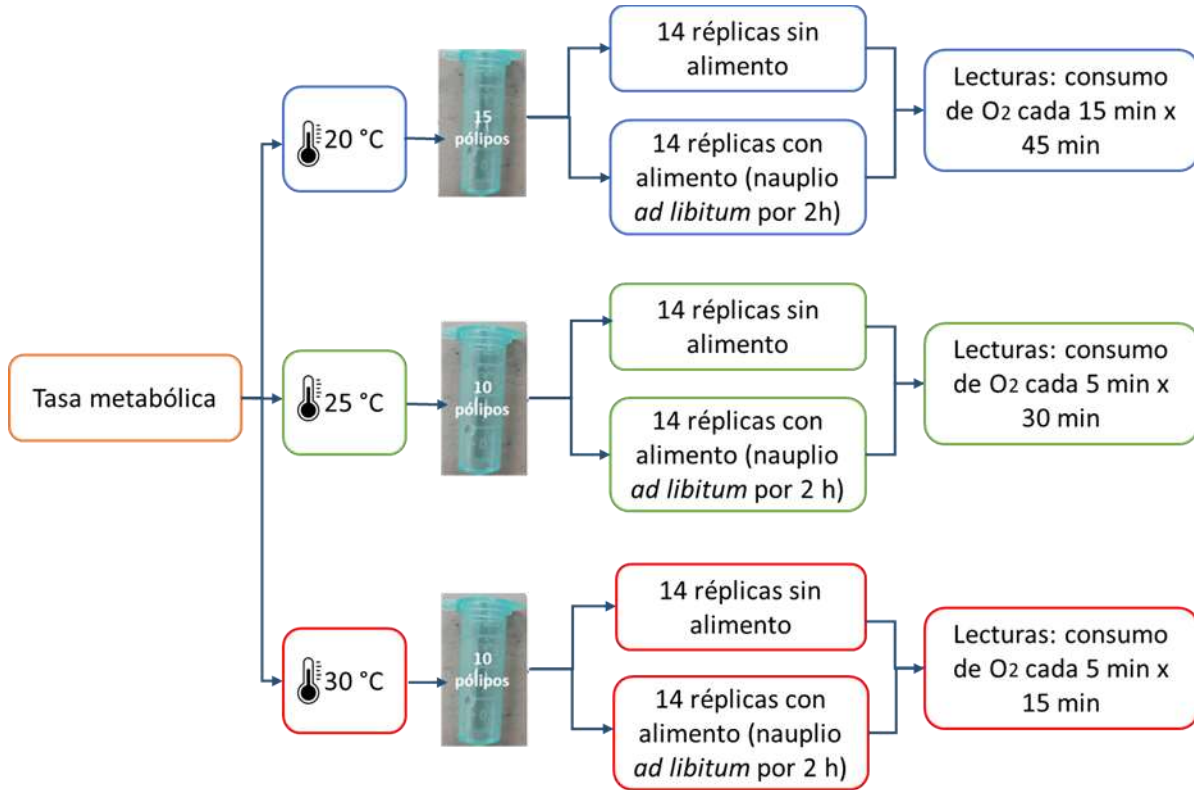 Tasa metabólica
20 °C
15
pólipos
14 réplicas sin
alimento
14 réplicas con
alimento (nauplio
ad libitum por 2h)
Lecturas: consumo
de O2 cada 15 min x
45 min
25 °C
10
pólipos
14 réplicas sin
alimento
14 réplicas con
alimento (nauplio
ad libitum por 2 h)
Lecturas: consumo
de O2 cada 5 min x
30 min
30 °C
10
pólipos
14 réplicas sin
alimento
14 réplicas con
alimento (nauplio
ad libitum por 2 h)
Lecturas: consumo
de O2 cada 5 min x
15 min